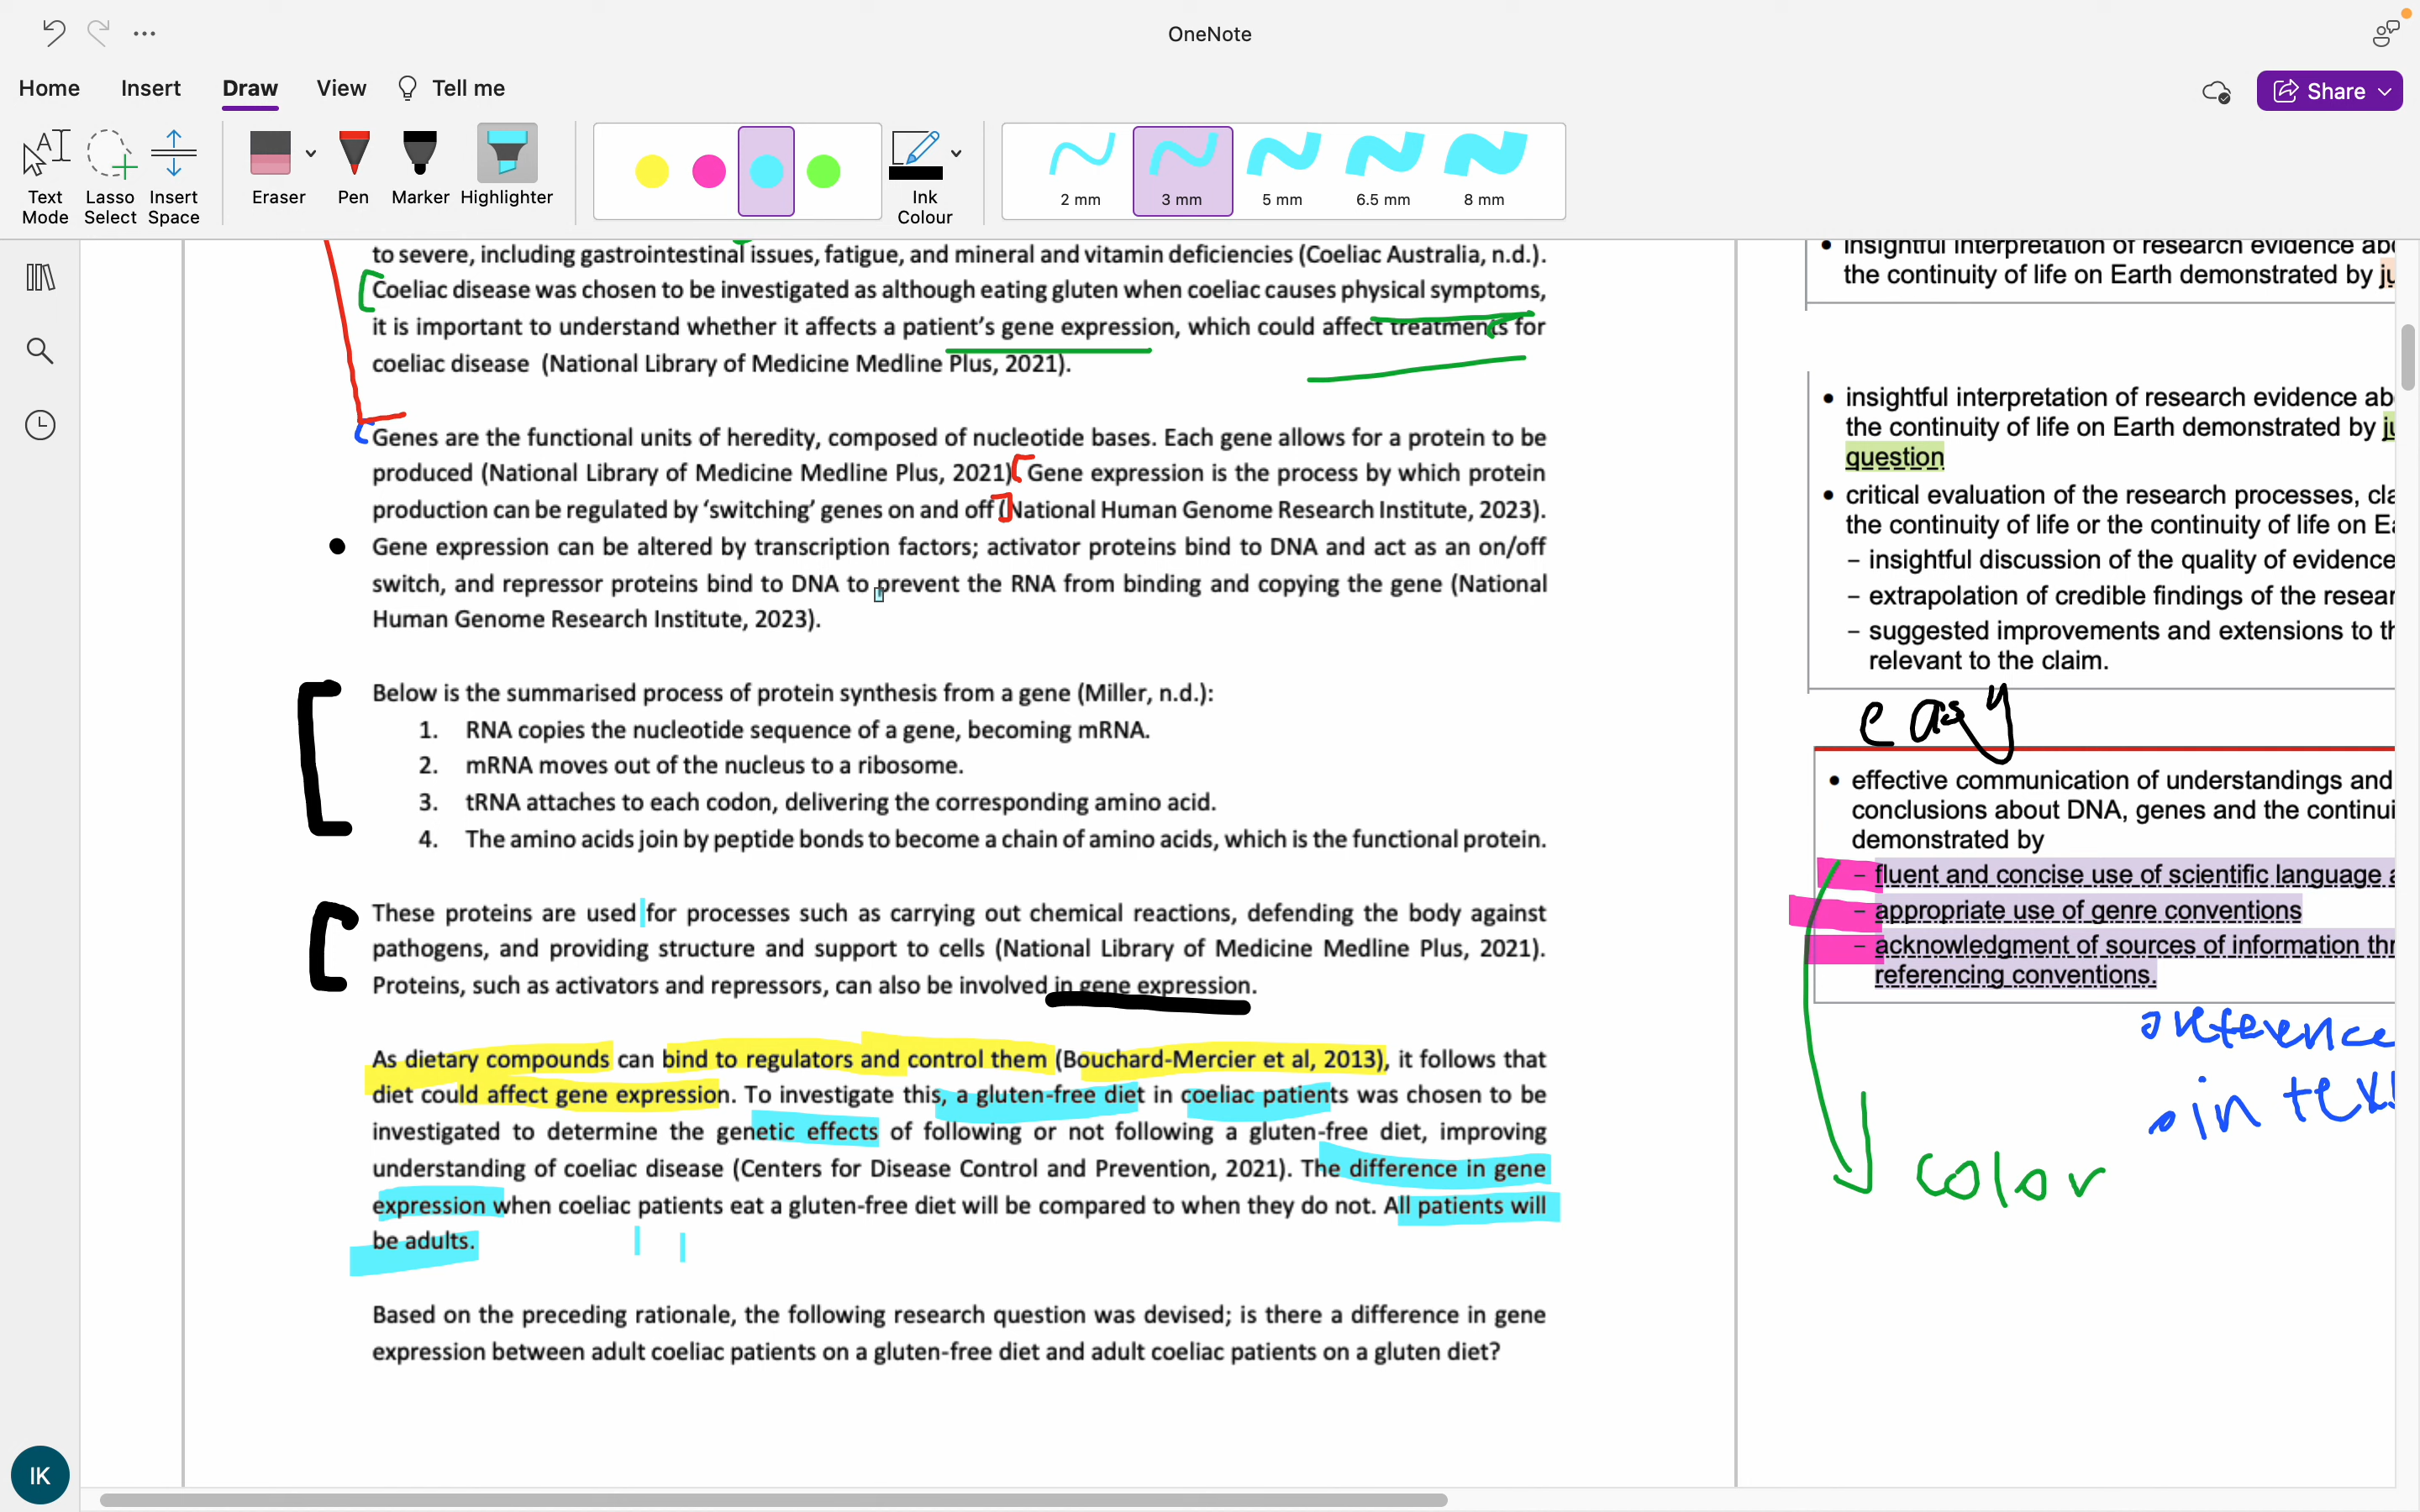 OneNote
Home Insert Draw View Tell me
Share
Text Mode
Lasso Select
Insert Space
Eraser
Pen
Marker
Highlighter
Ink Colour
2 mm
3 mm
5 mm
6.5 mm
8 mm
to severe, including gastrointestinal issues, fatigue, and mineral and vitamin deficiencies (Coeliac Australia, n.d.).
Coeliac disease was chosen to be investigated as although eating gluten when coeliac causes physical symptoms,
it is important to understand whether it affects a patient's gene expression, which could affect treatments for
coeliac disease (National Library of Medicine Medline Plus, 2021).
Genes are the functional units of heredity, composed of nucleotide bases. Each gene allows for a protein to be
produced (National Library of Medicine Medline Plus, 2021). Gene expression is the process by which protein
production can be regulated by 'switching' genes on and off (National Human Genome Research Institute, 2023).
Gene expression can be altered by transcription factors; activator proteins bind to DNA and act as an on/off
switch, and repressor proteins bind to DNA to prevent the RNA from binding and copying the gene (National
Human Genome Research Institute, 2023).
Below is the summarised process of protein synthesis from a gene (Miller, n.d.):
1. RNA copies the nucleotide sequence of a gene, becoming mRNA.
2. mRNA moves out of the nucleus to a ribosome.
3. tRNA attaches to each codon, delivering the corresponding amino acid.
4. The amino acids join by peptide bonds to become a chain of amino acids, which is the functional protein.
These proteins are used for processes such as carrying out chemical reactions, defending the body against
pathogens, and providing structure and support to cells (National Library of Medicine Medline Plus, 2021).
Proteins, such as activators and repressors, can also be involved in gene expression.
As dietary compounds can bind to regulators and control them (Bouchard-Mercier et al, 2013), it follows that
diet could affect gene expression. To investigate this, a gluten-free diet in coeliac patients was chosen to be
investigated to determine the genetic effects of following or not following a gluten-free diet, improving
understanding of coeliac disease (Centers for Disease Control and Prevention, 2021). The difference in gene
expression when coeliac patients eat a gluten-free diet will be compared to when they do not. All patients will
be adults.
Based on the preceding rationale, the following research question was devised; is there a difference in gene
expression between adult coeliac patients on a gluten-free diet and adult coeliac patients on a gluten diet?
• insightful interpretation of research evidence
the continuity of life on Earth demonstrated by
• insightful interpretation of research evidence
the continuity of life on Earth demonstrated by
question
• critical evaluation of the research processes,
the continuity of life or the continuity of life on
– insightful discussion of the quality of evidence
– extrapolation of credible findings of the
– suggested improvements and extensions to
relevant to the claim.
easy
• effective communication of understandings and
conclusions about DNA, genes and the
demonstrated by
– fluent and concise use of scientific language
– appropriate use of genre conventions
– acknowledgment of sources of information
referencing conventions.
reference
in text
color
IK